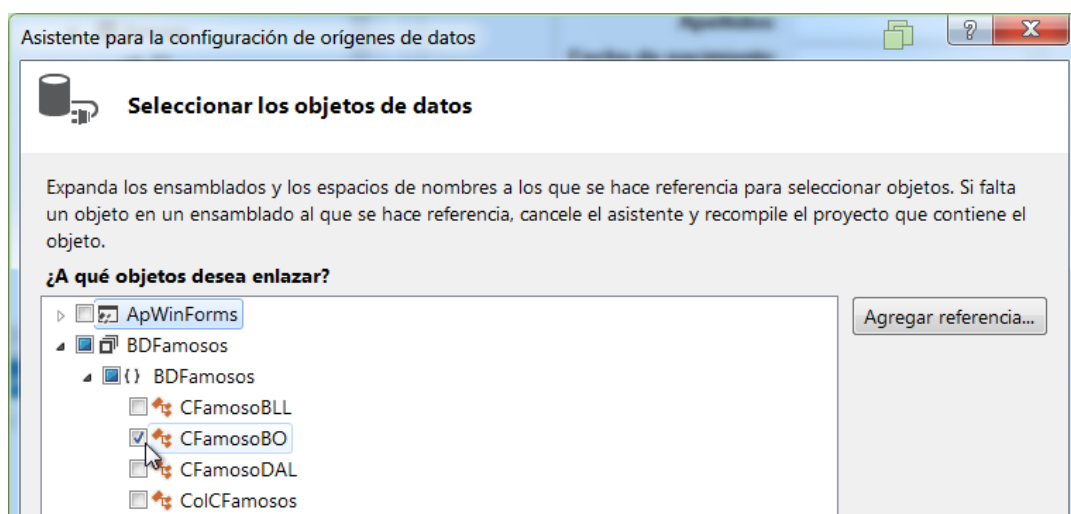 Asistente para la configuración de orígenes de datos
Seleccionar los objetos de datos
Expanda los ensamblados y los espacios de nombres a los que se hace referencia para seleccionar objetos. Si falta
un objeto en un ensamblado al que se hace referencia, cancele el asistente y recompile el proyecto que contiene el
objeto.
¿A qué objetos desea enlazar?
ApWinForms
Agregar referencia...
BDFamosos
{} BDFamosos
CFamosoBLL
CFamosoBO
CFamosoDAL
ColCFamosos